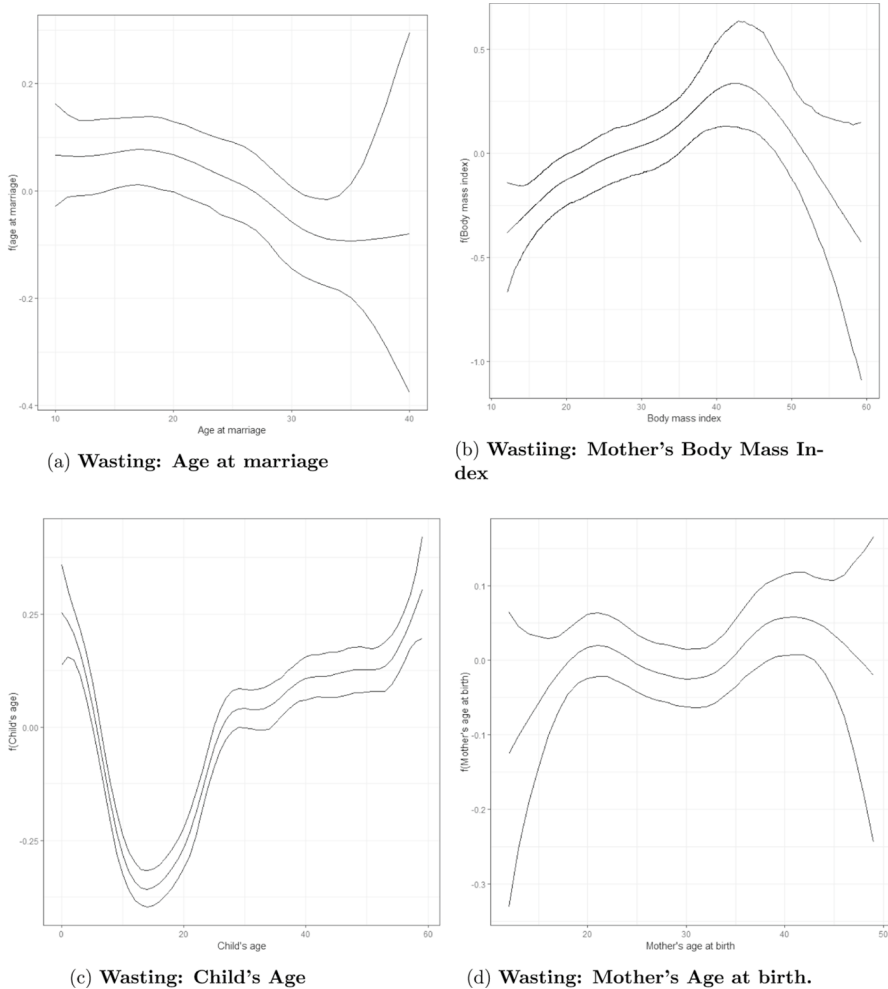 0.2
0.0
-0.2
-0.4
10
20
30
40
f(age at marriage)
Age at marriage
(a) Wasting: Age at marriage
0.5
0.0
-0.5
-1.0
10
20
30
40
50
60
f(Body mass index)
Body mass index
(b) Wastiing: Mother's Body Mass In-
dex
0.25
0.00
-0.25
0
20
40
60
f(Child's age)
Child's age
(c) Wasting: Child's Age
0.1
0.0
-0.1
-0.2
-0.3
20
30
40
50
f(Mother's age at birth)
Mother's age at birth
(d) Wasting: Mother's Age at birth.